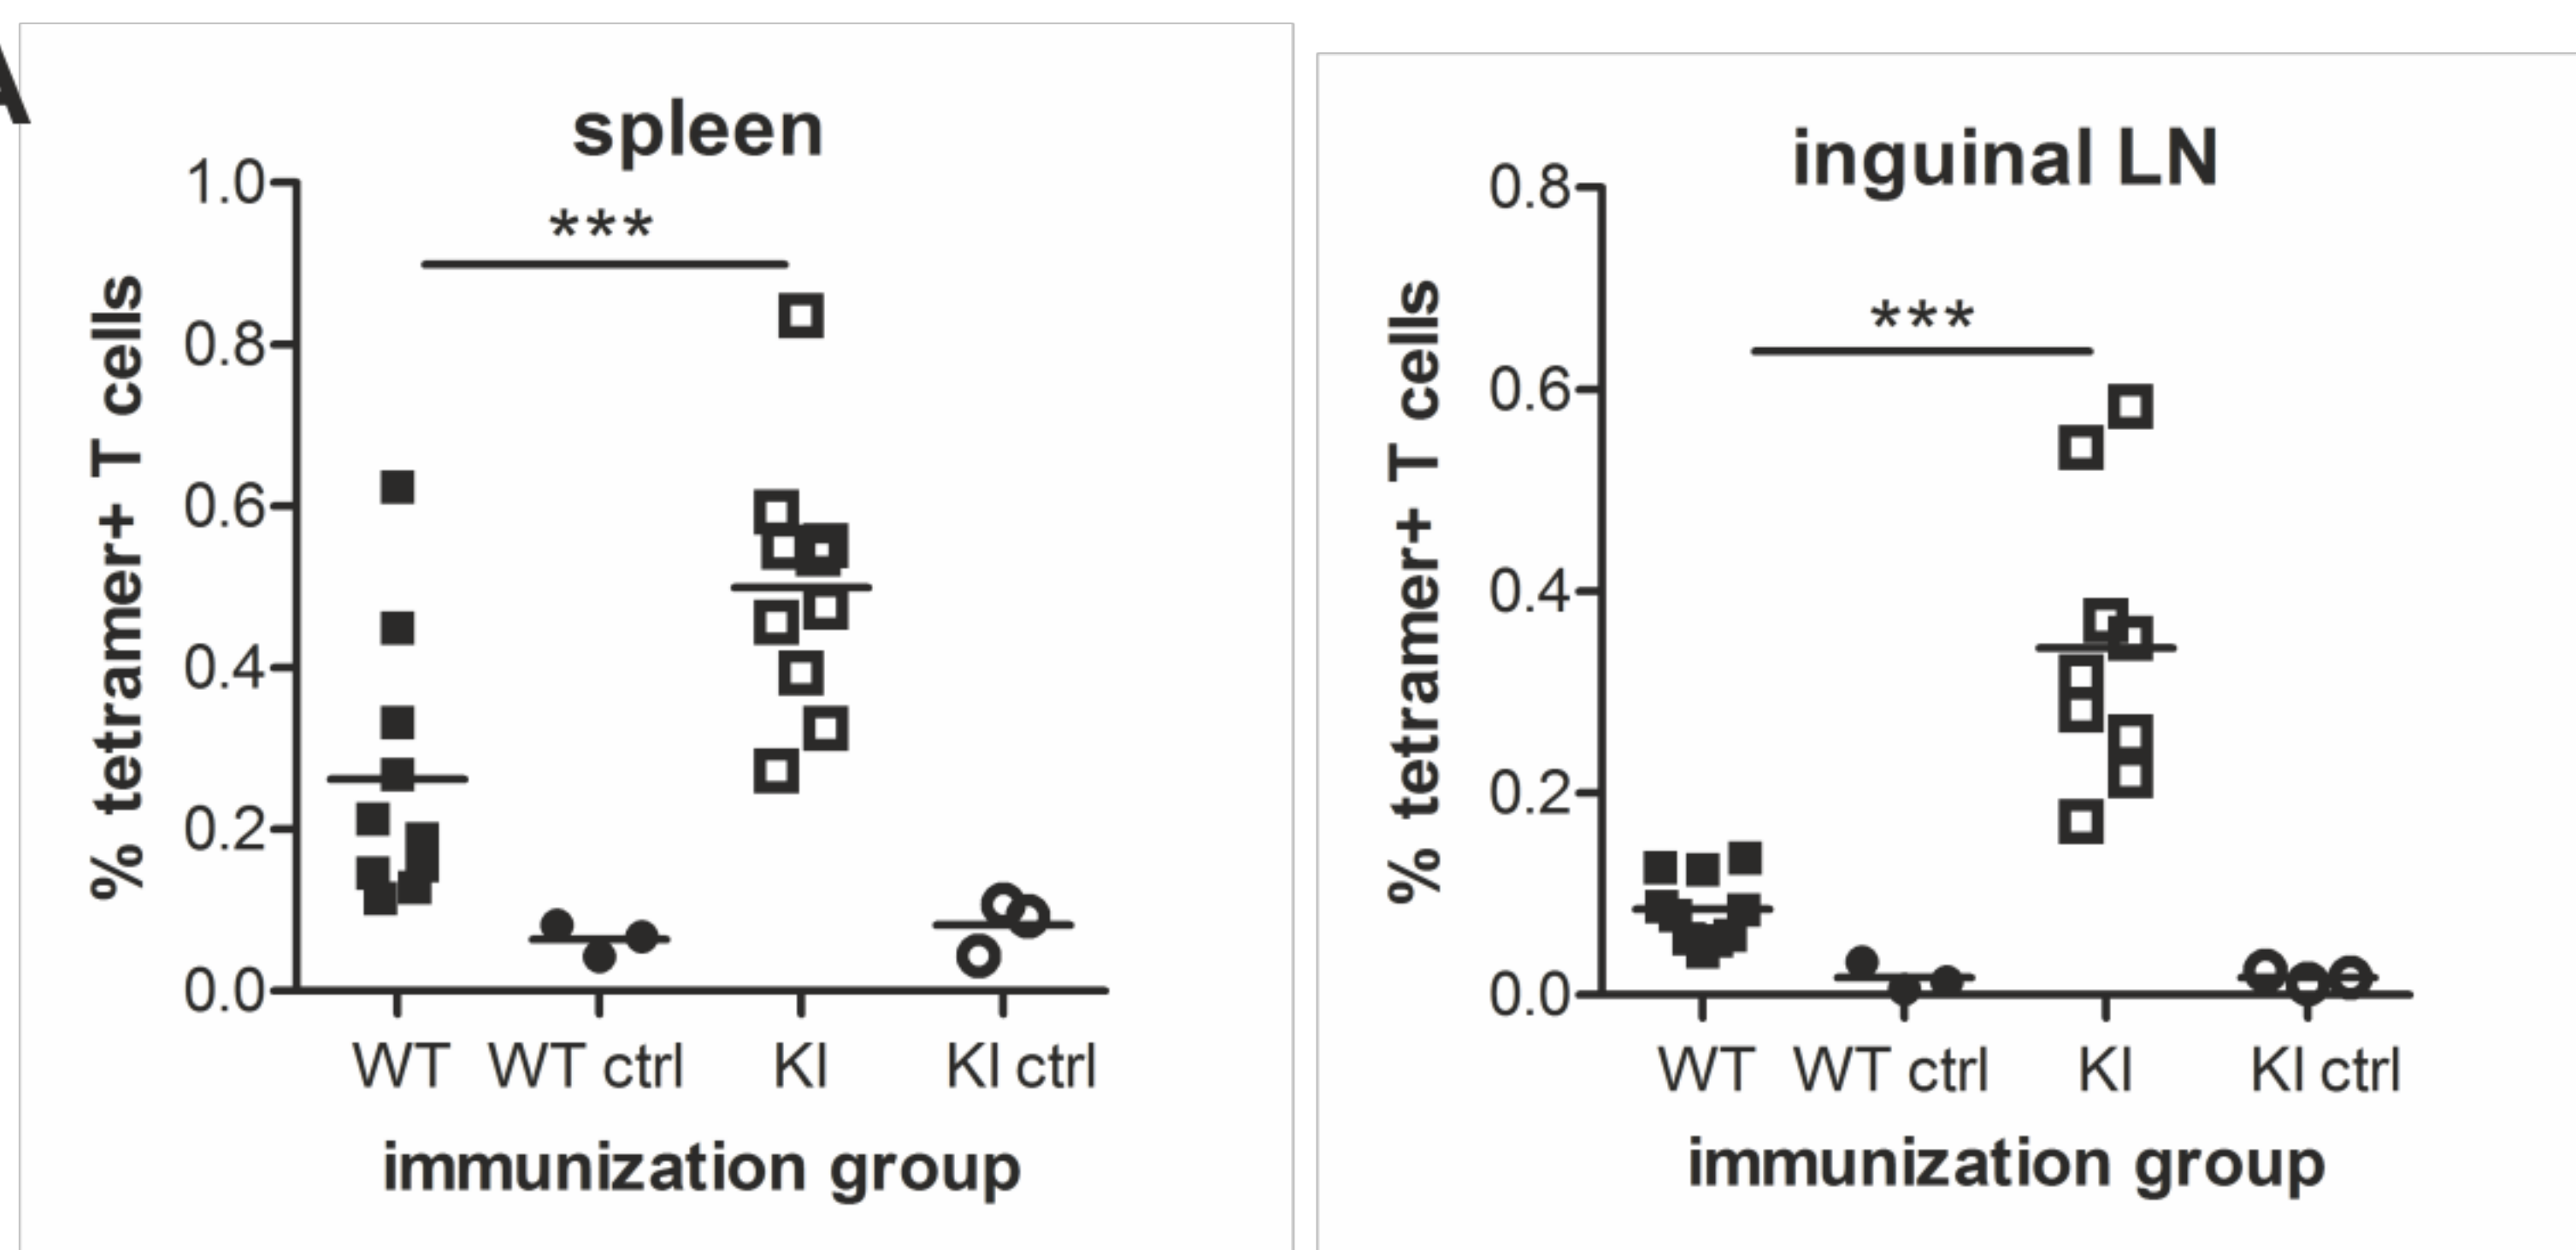 A
spleen
1.0
0.8
0.6
0.4
0.2
0.0
***
% tetramer+ T cells
WT
WT ctrl
KI
KI ctrl
immunization group
inguinal LN
0.8
0.6
0.4
0.2
0.0
***
% tetramer+ T cells
WT
WT ctrl
KI
KI ctrl
immunization group